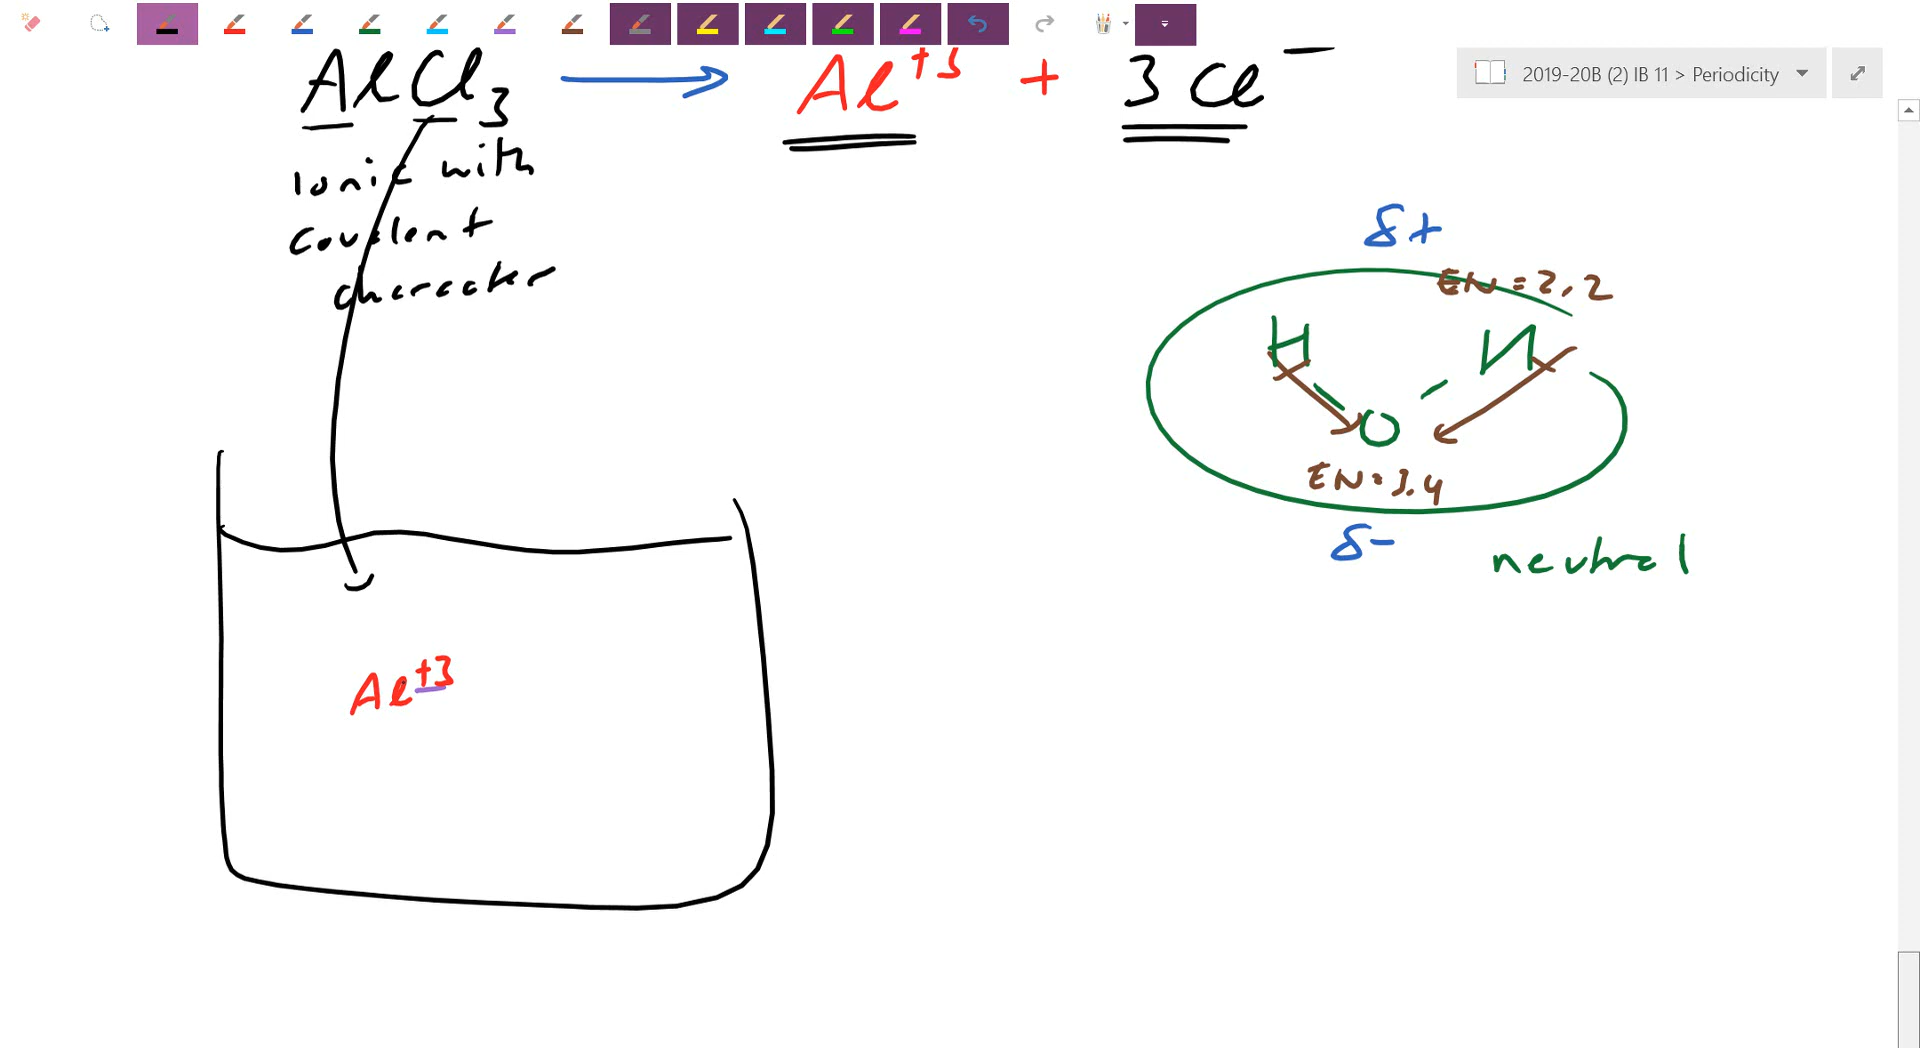 AlCl3 → Al+3 + 3 Cl−
2019-20B (2) IB 11 > Periodicity
Ionic with
covalent
character
δ+
EN = 2.2
H H
O
EN = 3.4
δ−
neutral
Al+3